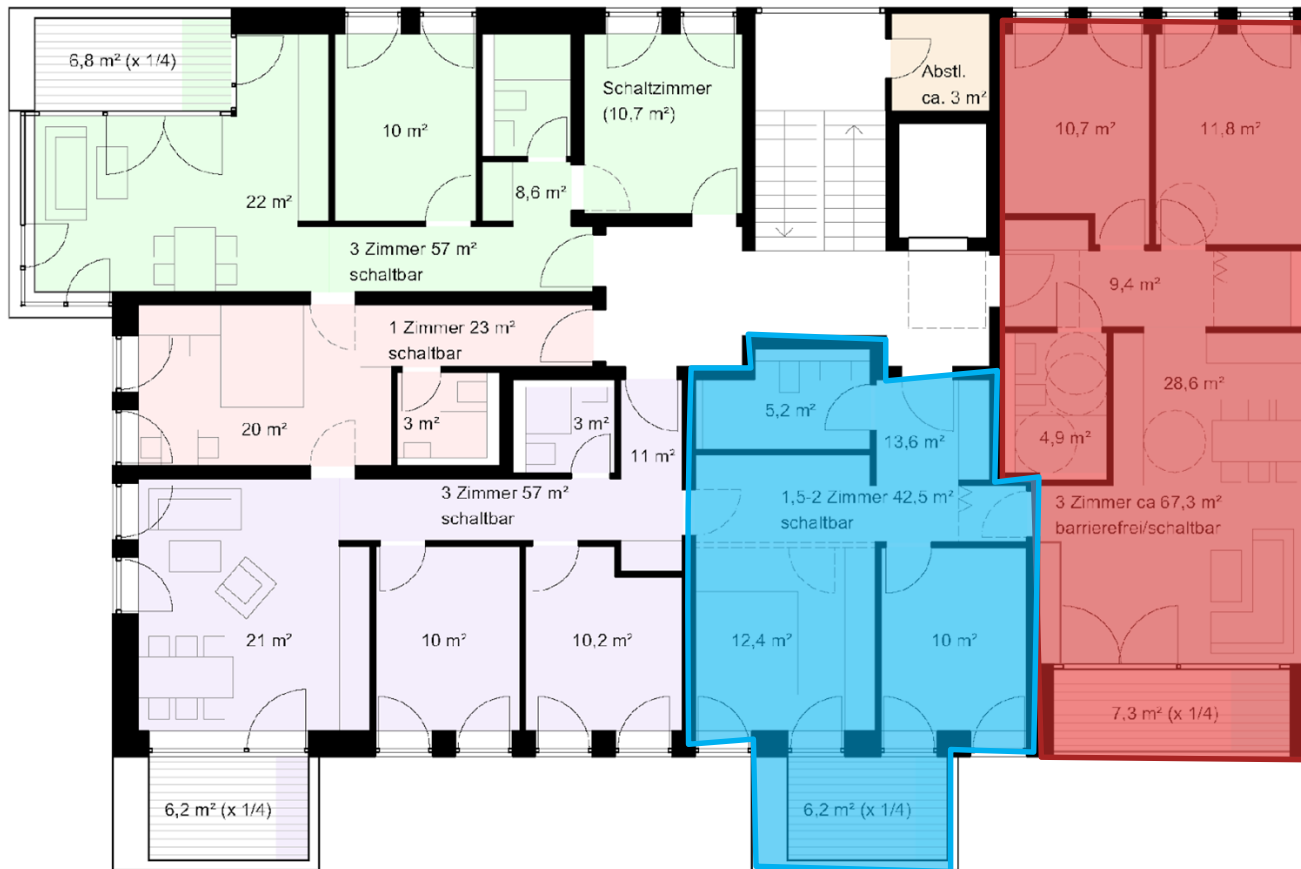 6,8 m² (x 1/4)
10 m²
Schaltzimmer
(10,7 m²)
Abstl.
ca. 3 m²
10,7 m²
11,8 m²
22 m²
8,6 m²
3 Zimmer 57 m²
schaltbar
9,4 m²
1 Zimmer 23 m²
schaltbar
20 m²
3 m²
3 m²
11 m²
5,2 m²
13,6 m²
28,6 m²
4,9 m²
3 Zimmer 57 m²
schaltbar
1,5-2 Zimmer 42,5 m²
schaltbar
3 Zimmer ca 67,3 m²
barrierefrei/schaltbar
21 m²
10 m²
10,2 m²
12,4 m²
10 m²
7,3 m² (x 1/4)
6,2 m² (x 1/4)
6,2 m² (x 1/4)